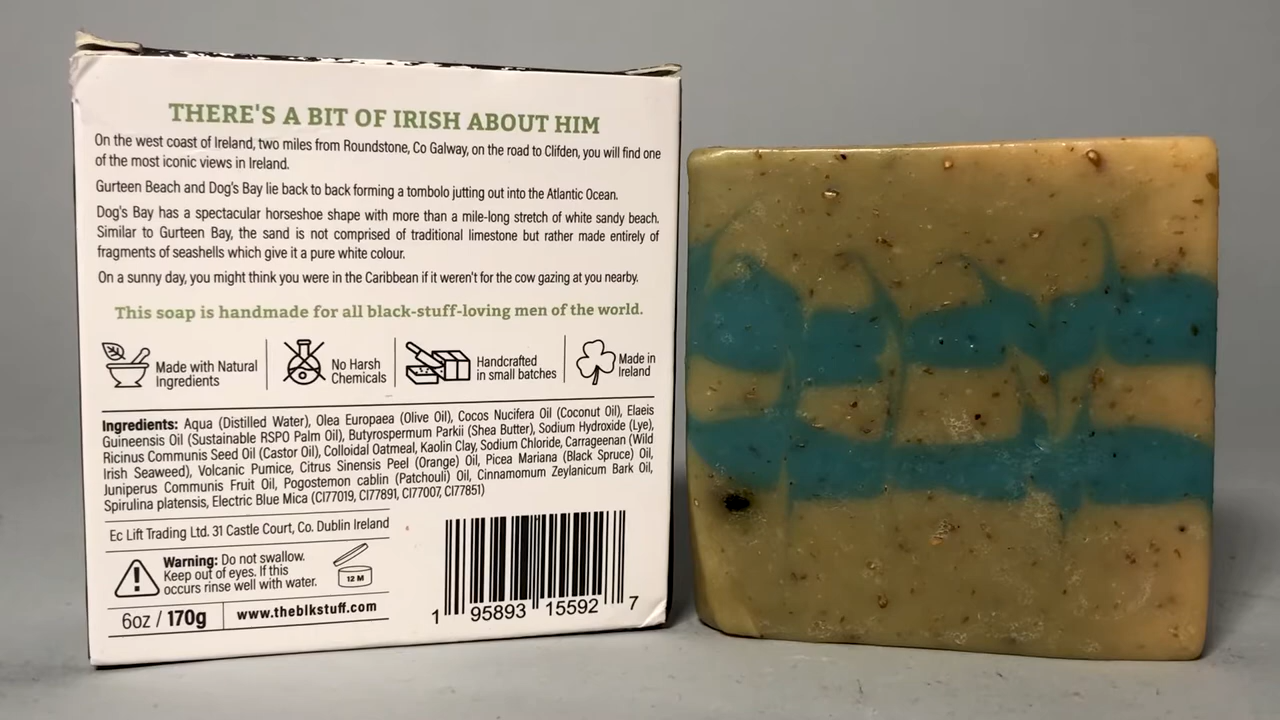 THERE'S A BIT OF IRISH ABOUT HIM
On the west coast of Ireland, two miles from Roundstone, Co Galway, on the road to Clifden, you will find one
of the most iconic views in Ireland.
Gurteen Beach and Dog's Bay lie back to back forming a tombolo jutting out into the Atlantic Ocean.
Dog's Bay has a spectacular horseshoe shape with more than a mile-long stretch of white sandy beach.
Similar to Gurteen Bay, the sand is not comprised of traditional limestone but rather made entirely of
fragments of seashells which give it a pure white colour.
On a sunny day, you might think you were in the Caribbean if it weren't for the cow gazing at you nearby.
This soap is handmade for all black-stuff-loving men of the world.
Made with Natural
Ingredients
No Harsh
Chemicals
Handcrafted
in small batches
Made in
Ireland
Ingredients: Aqua (Distilled Water), Olea Europaea (Olive Oil), Cocos Nucifera Oil (Coconut Oil), Elaeis
Guineensis Oil (Sustainable RSPO Palm Oil), Butyrospermum Parkii (Shea Butter), Sodium Hydroxide (Lye),
Ricinus Communis Seed Oil (Castor Oil), Colloidal Oatmeal, Kaolin Clay, Sodium Chloride, Carrageenan (Wild
Irish Seaweed), Volcanic Pumice, Citrus Sinensis Peel (Orange) Oil, Picea Mariana (Black Spruce) Oil,
Juniperus Communis Fruit Oil, Pogostemon cablin (Patchouli) Oil, Cinnamomum Zeylanicum Bark Oil,
Spirulina platensis, Electric Blue Mica (CI77019, CI77891, CI77007, CI77851)
Ec Lift Trading Ltd. 31 Castle Court, Co. Dublin Ireland
Warning: Do not swallow.
Keep out of eyes. If this
occurs rinse well with water.
12 M
6oz / 170g
www.theblkstuff.com
1 95893 15592 7